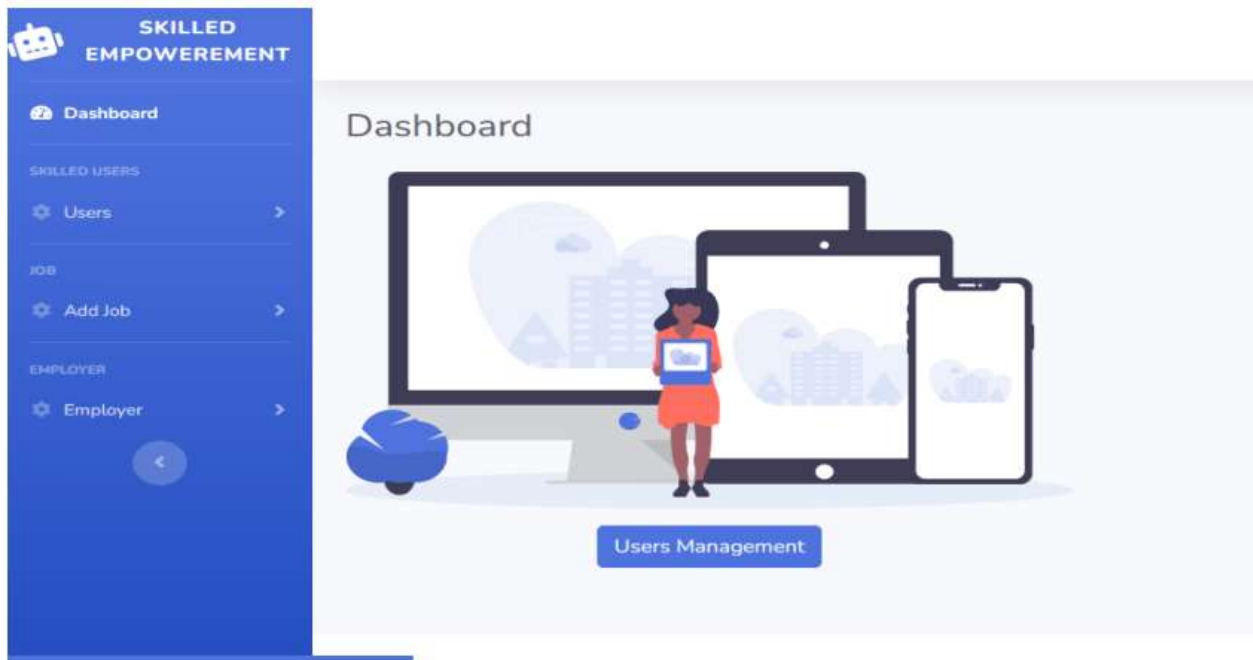 SKILLED
EMPOWEREMENT
Dashboard
SKILLED USERS
Users
JOB
Add Job
EMPLOYER
Employer
Dashboard
Users Management